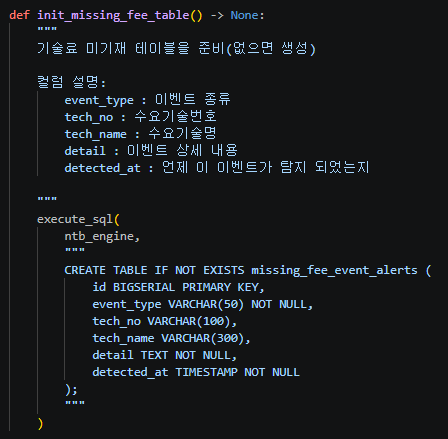 def init_missing_fee_table() -> None:
    """
    기술료 미기재 테이블을 준비(없으면 생성)

    컬럼 설명:
        event_type : 이벤트 종류
        tech_no : 수요기술번호
        tech_name : 수요기술명
        detail : 이벤트 상세 내용
        detected_at : 언제 이 이벤트가 탐지 되었는지

    """
    execute_sql(
        ntb_engine,
        """
        CREATE TABLE IF NOT EXISTS missing_fee_event_alerts (
            id BIGSERIAL PRIMARY KEY,
            event_type VARCHAR(50) NOT NULL,
            tech_no VARCHAR(100),
            tech_name VARCHAR(300),
            detail TEXT NOT NULL,
            detected_at TIMESTAMP NOT NULL
        );
        """
    )